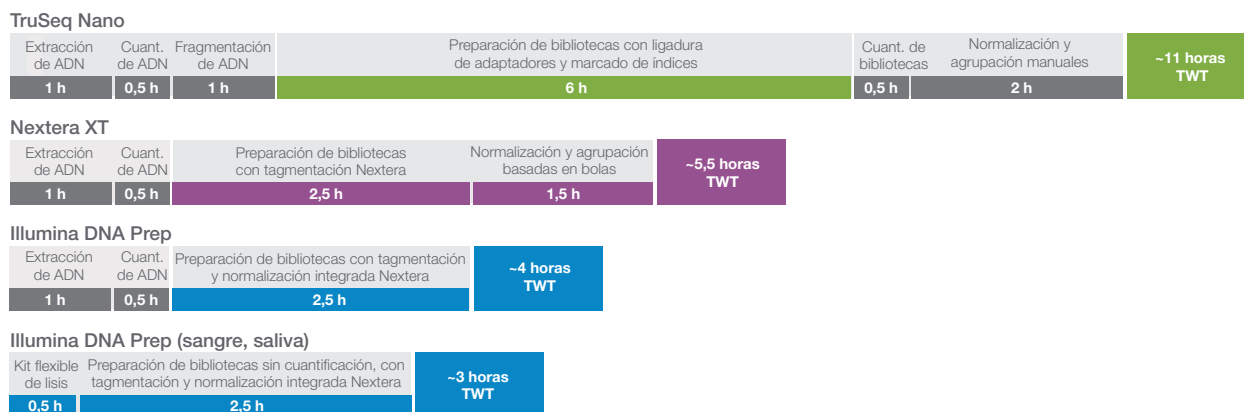 TruSeq Nano
Extracción de ADN
Cuant. de ADN
Fragmentación de ADN
Preparación de bibliotecas con ligadura
de adaptadores y marcado de índices
Cuant. de bibliotecas
Normalización y
agrupación manuales
~11 horas
TWT
1 h
0,5 h
1 h
6 h
0,5 h
2 h
Nextera XT
Extracción de ADN
Cuant. de ADN
Preparación de bibliotecas
con tagmentación Nextera
Normalización y agrupación
basadas en bolas
~5,5 horas
TWT
1 h
0,5 h
2,5 h
1,5 h
Illumina DNA Prep
Extracción de ADN
Cuant. de ADN
Preparación de bibliotecas con tagmentación
y normalización integrada Nextera
~4 horas
TWT
1 h
0,5 h
2,5 h
Illumina DNA Prep (sangre, saliva)
Kit flexible
de lisis
Preparación de bibliotecas sin cuantificación, con
tagmentación y normalización integrada Nextera
~3 horas
TWT
0,5 h
2,5 h